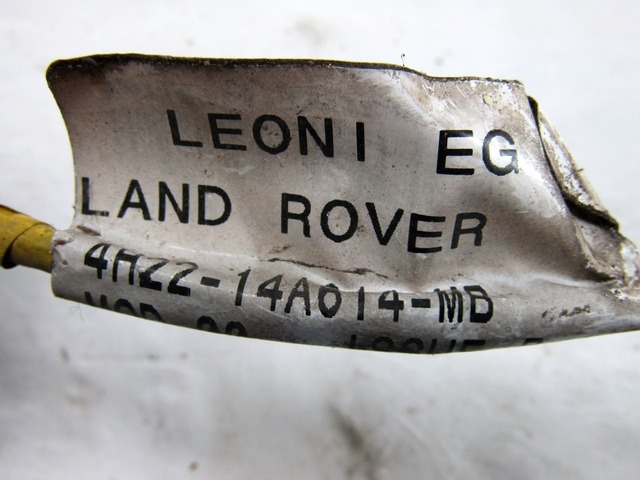 LEONI EG
LAND ROVER
4H22-14A014-MB